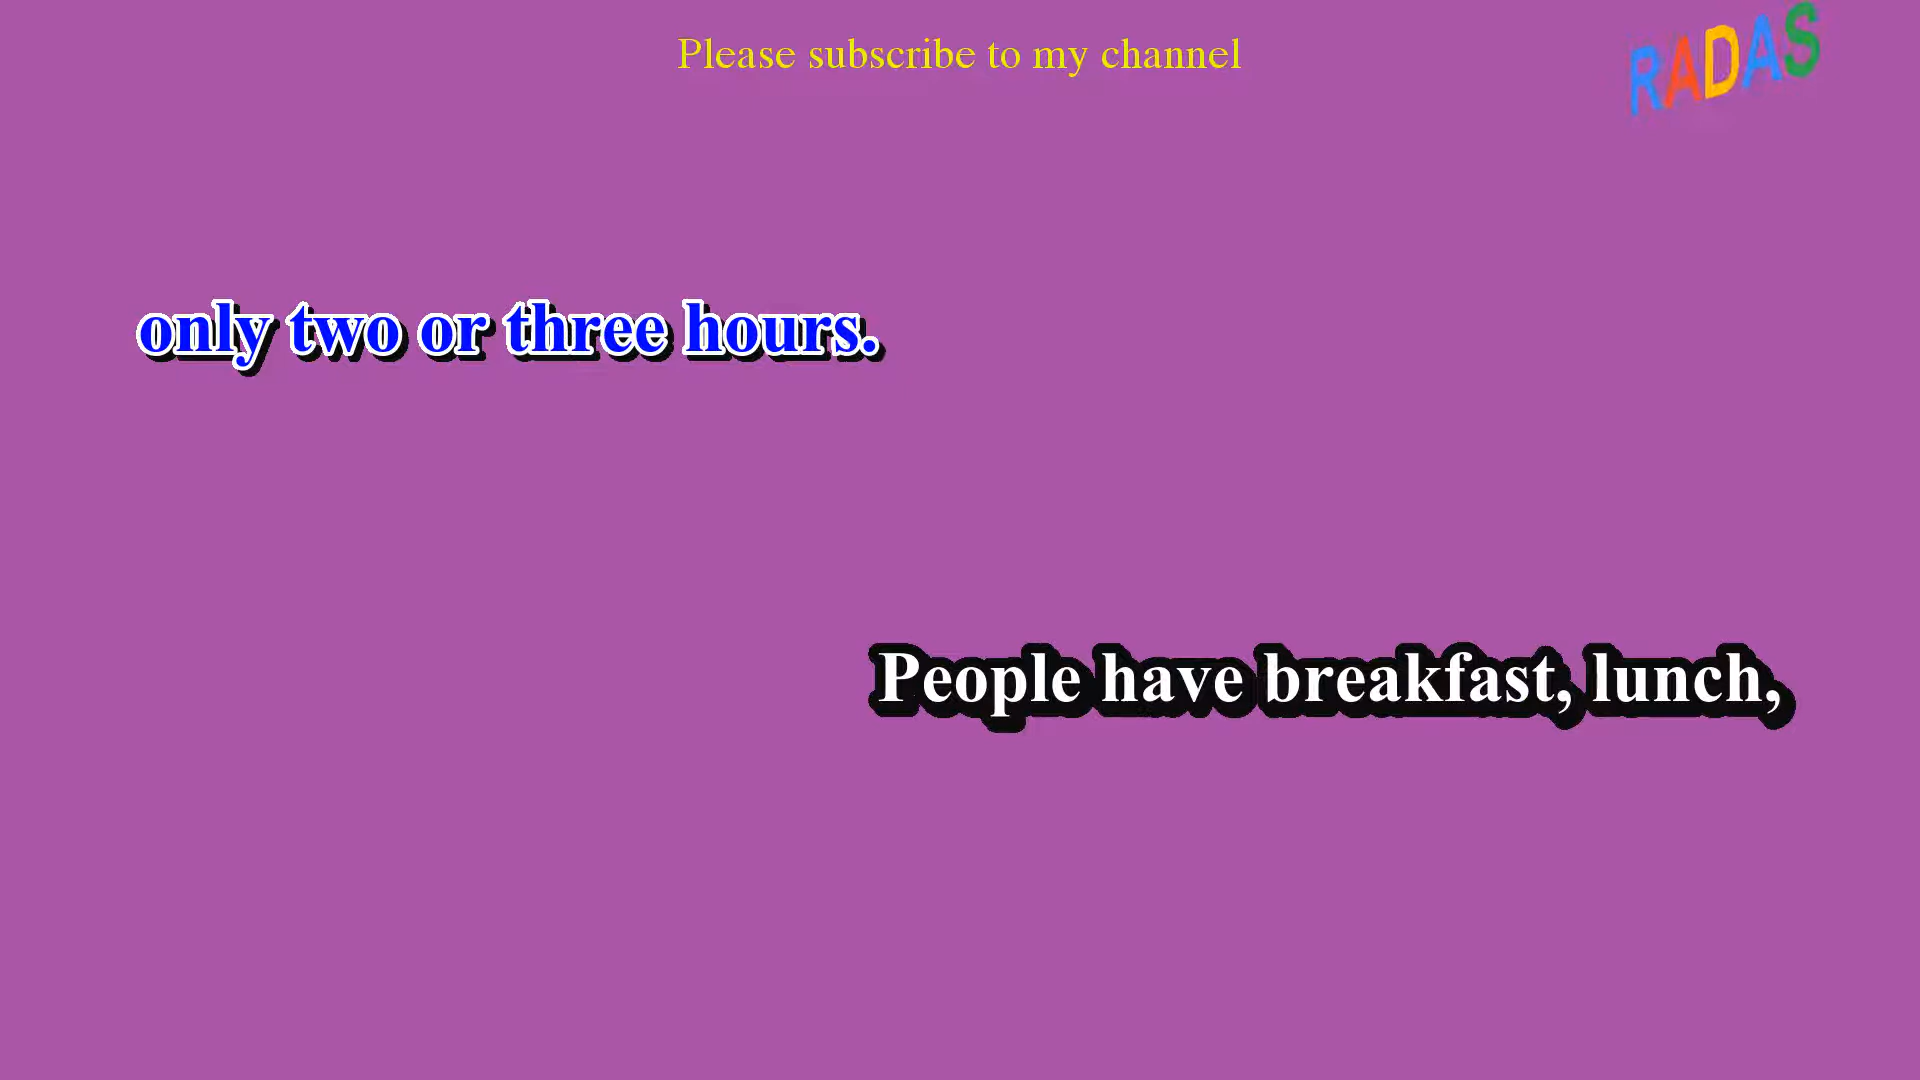 Please subscribe to my channel
RADAS
only two or three hours.
People have breakfast, lunch,